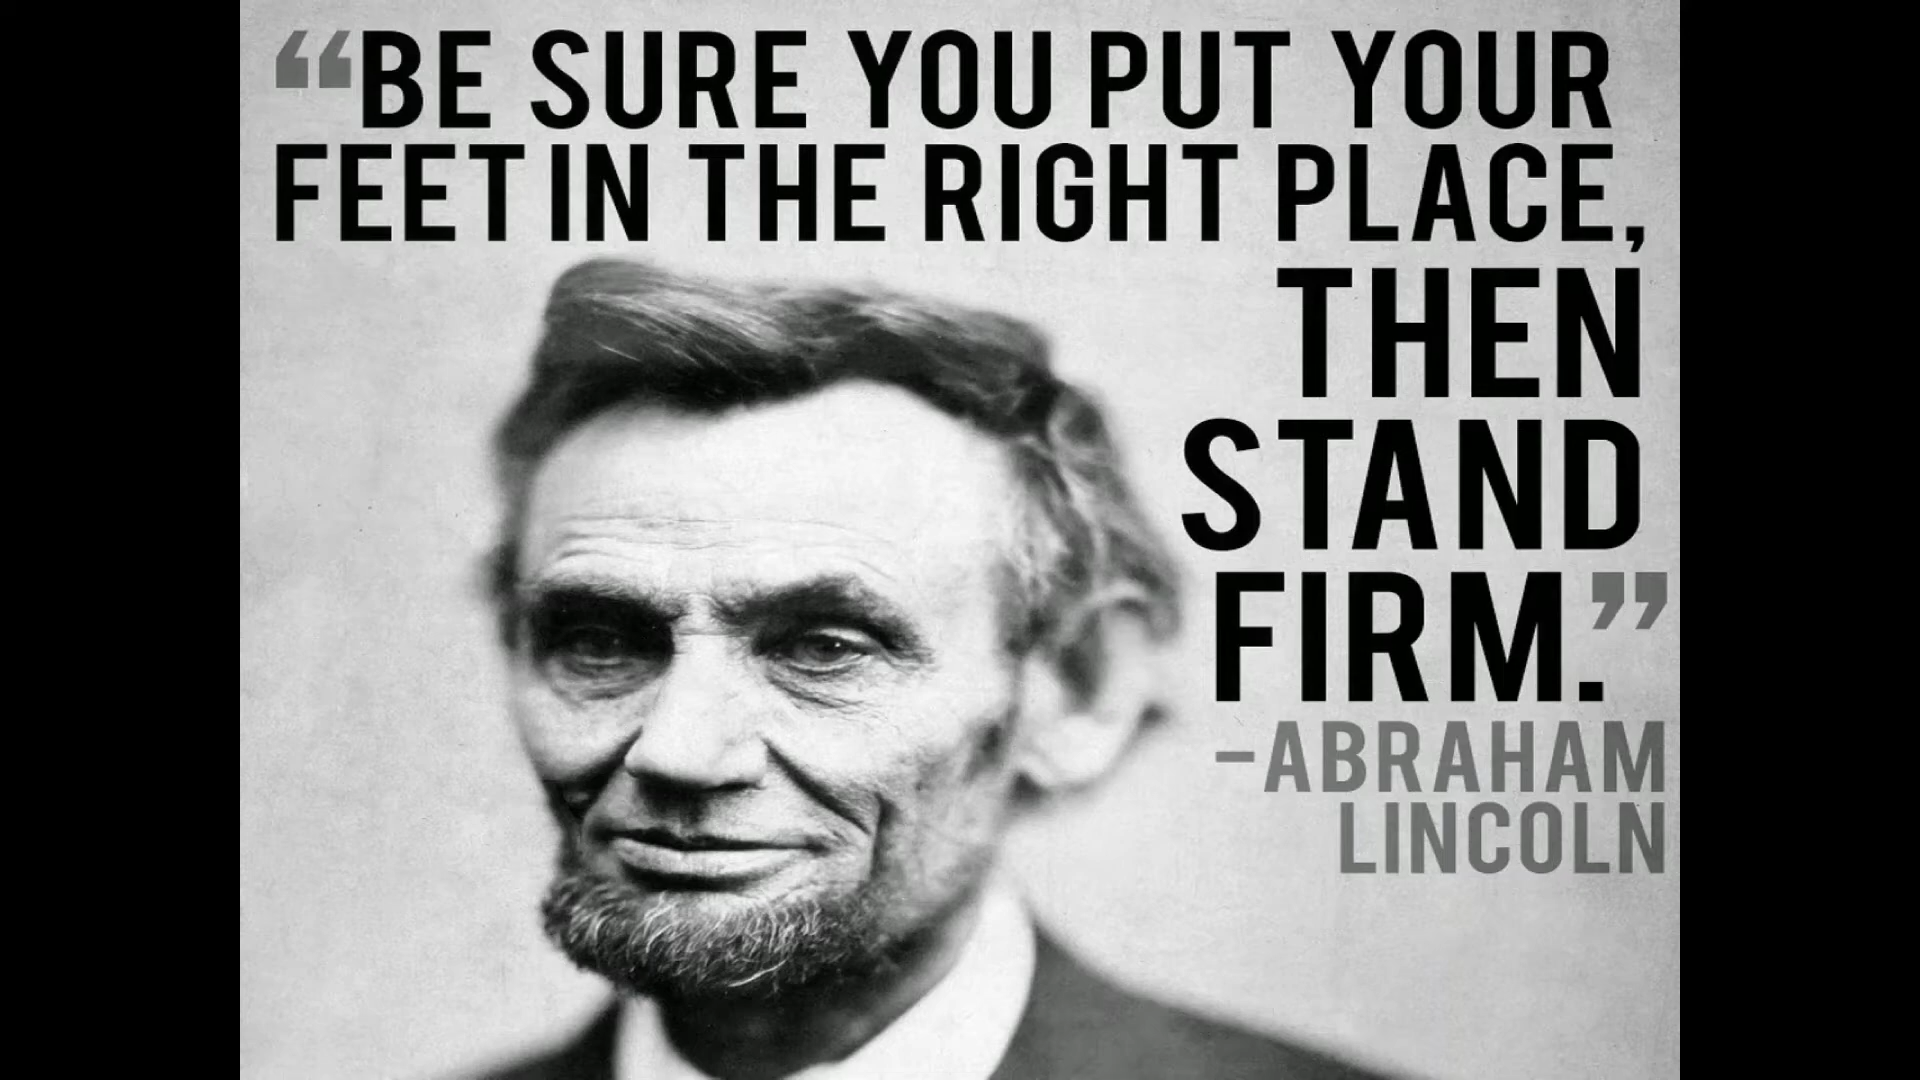 “BE SURE YOU PUT YOUR
FEET IN THE RIGHT PLACE,
THEN
STAND
FIRM.”
–ABRAHAM
LINCOLN